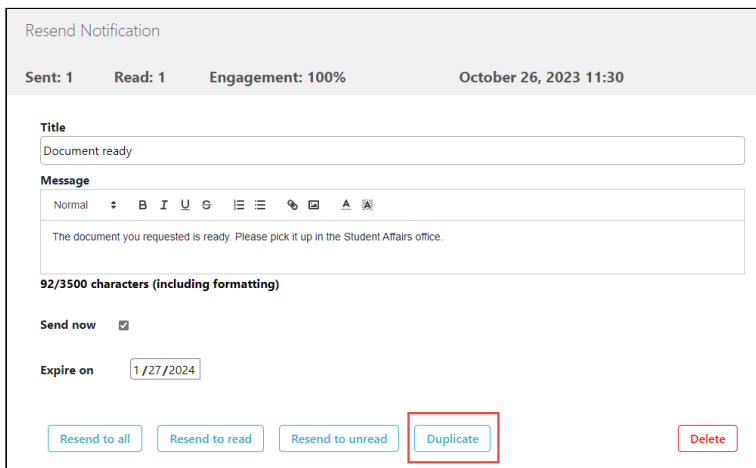 Resend Notification
Sent: 1 Read: 1 Engagement: 100% October 26, 2023 11:30
Title
Document ready
Message
Normal B I U S A A
The document you requested is ready. Please pick it up in the Student Affairs office.
92/3500 characters (including formatting)
Send now
Expire on 1/27/2024
Resend to all Resend to read Resend to unread Duplicate Delete